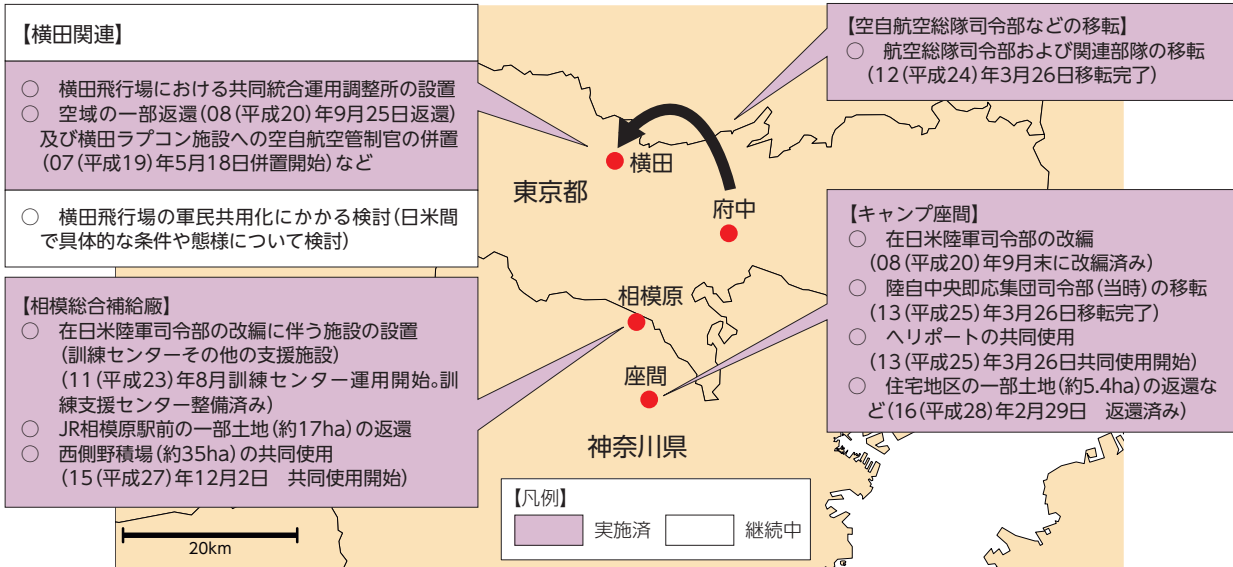 【横田関連】
○ 横田飛行場における共同統合運用調整所の設置
○ 空域の一部返還(08(平成20)年9月25日返還)
及び横田ラプコン施設への空自航空管制官の併置
(07(平成19)年5月18日併置開始)など
○ 横田飛行場の軍民共用化にかかる検討(日米間
で具体的な条件や態様について検討)
【相模総合補給廠】
○ 在日米陸軍司令部の改編に伴う施設の設置
(訓練センターその他の支援施設)
(11(平成23)年8月訓練センター運用開始。訓
練支援センター整備済み)
○ JR相模原駅前の一部土地(約17ha)の返還
○ 西側野積場(約35ha)の共同使用
(15(平成27)年12月2日 共同使用開始)
【空自航空総隊司令部などの移転】
○ 航空総隊司令部および関連部隊の移転
(12(平成24)年3月26日移転完了)
横田
東京都
府中
相模原
座間
神奈川県
【キャンプ座間】
○ 在日米陸軍司令部の改編
(08(平成20)年9月末に改編済み)
○ 陸自中央即応集団司令部(当時)の移転
(13(平成25)年3月26日移転完了)
○ ヘリポートの共同使用
(13(平成25)年3月26日共同使用開始)
○ 住宅地区の一部土地(約5.4ha)の返還な
ど(16(平成28)年2月29日 返還済み)
【凡例】
実施済
継続中
20km